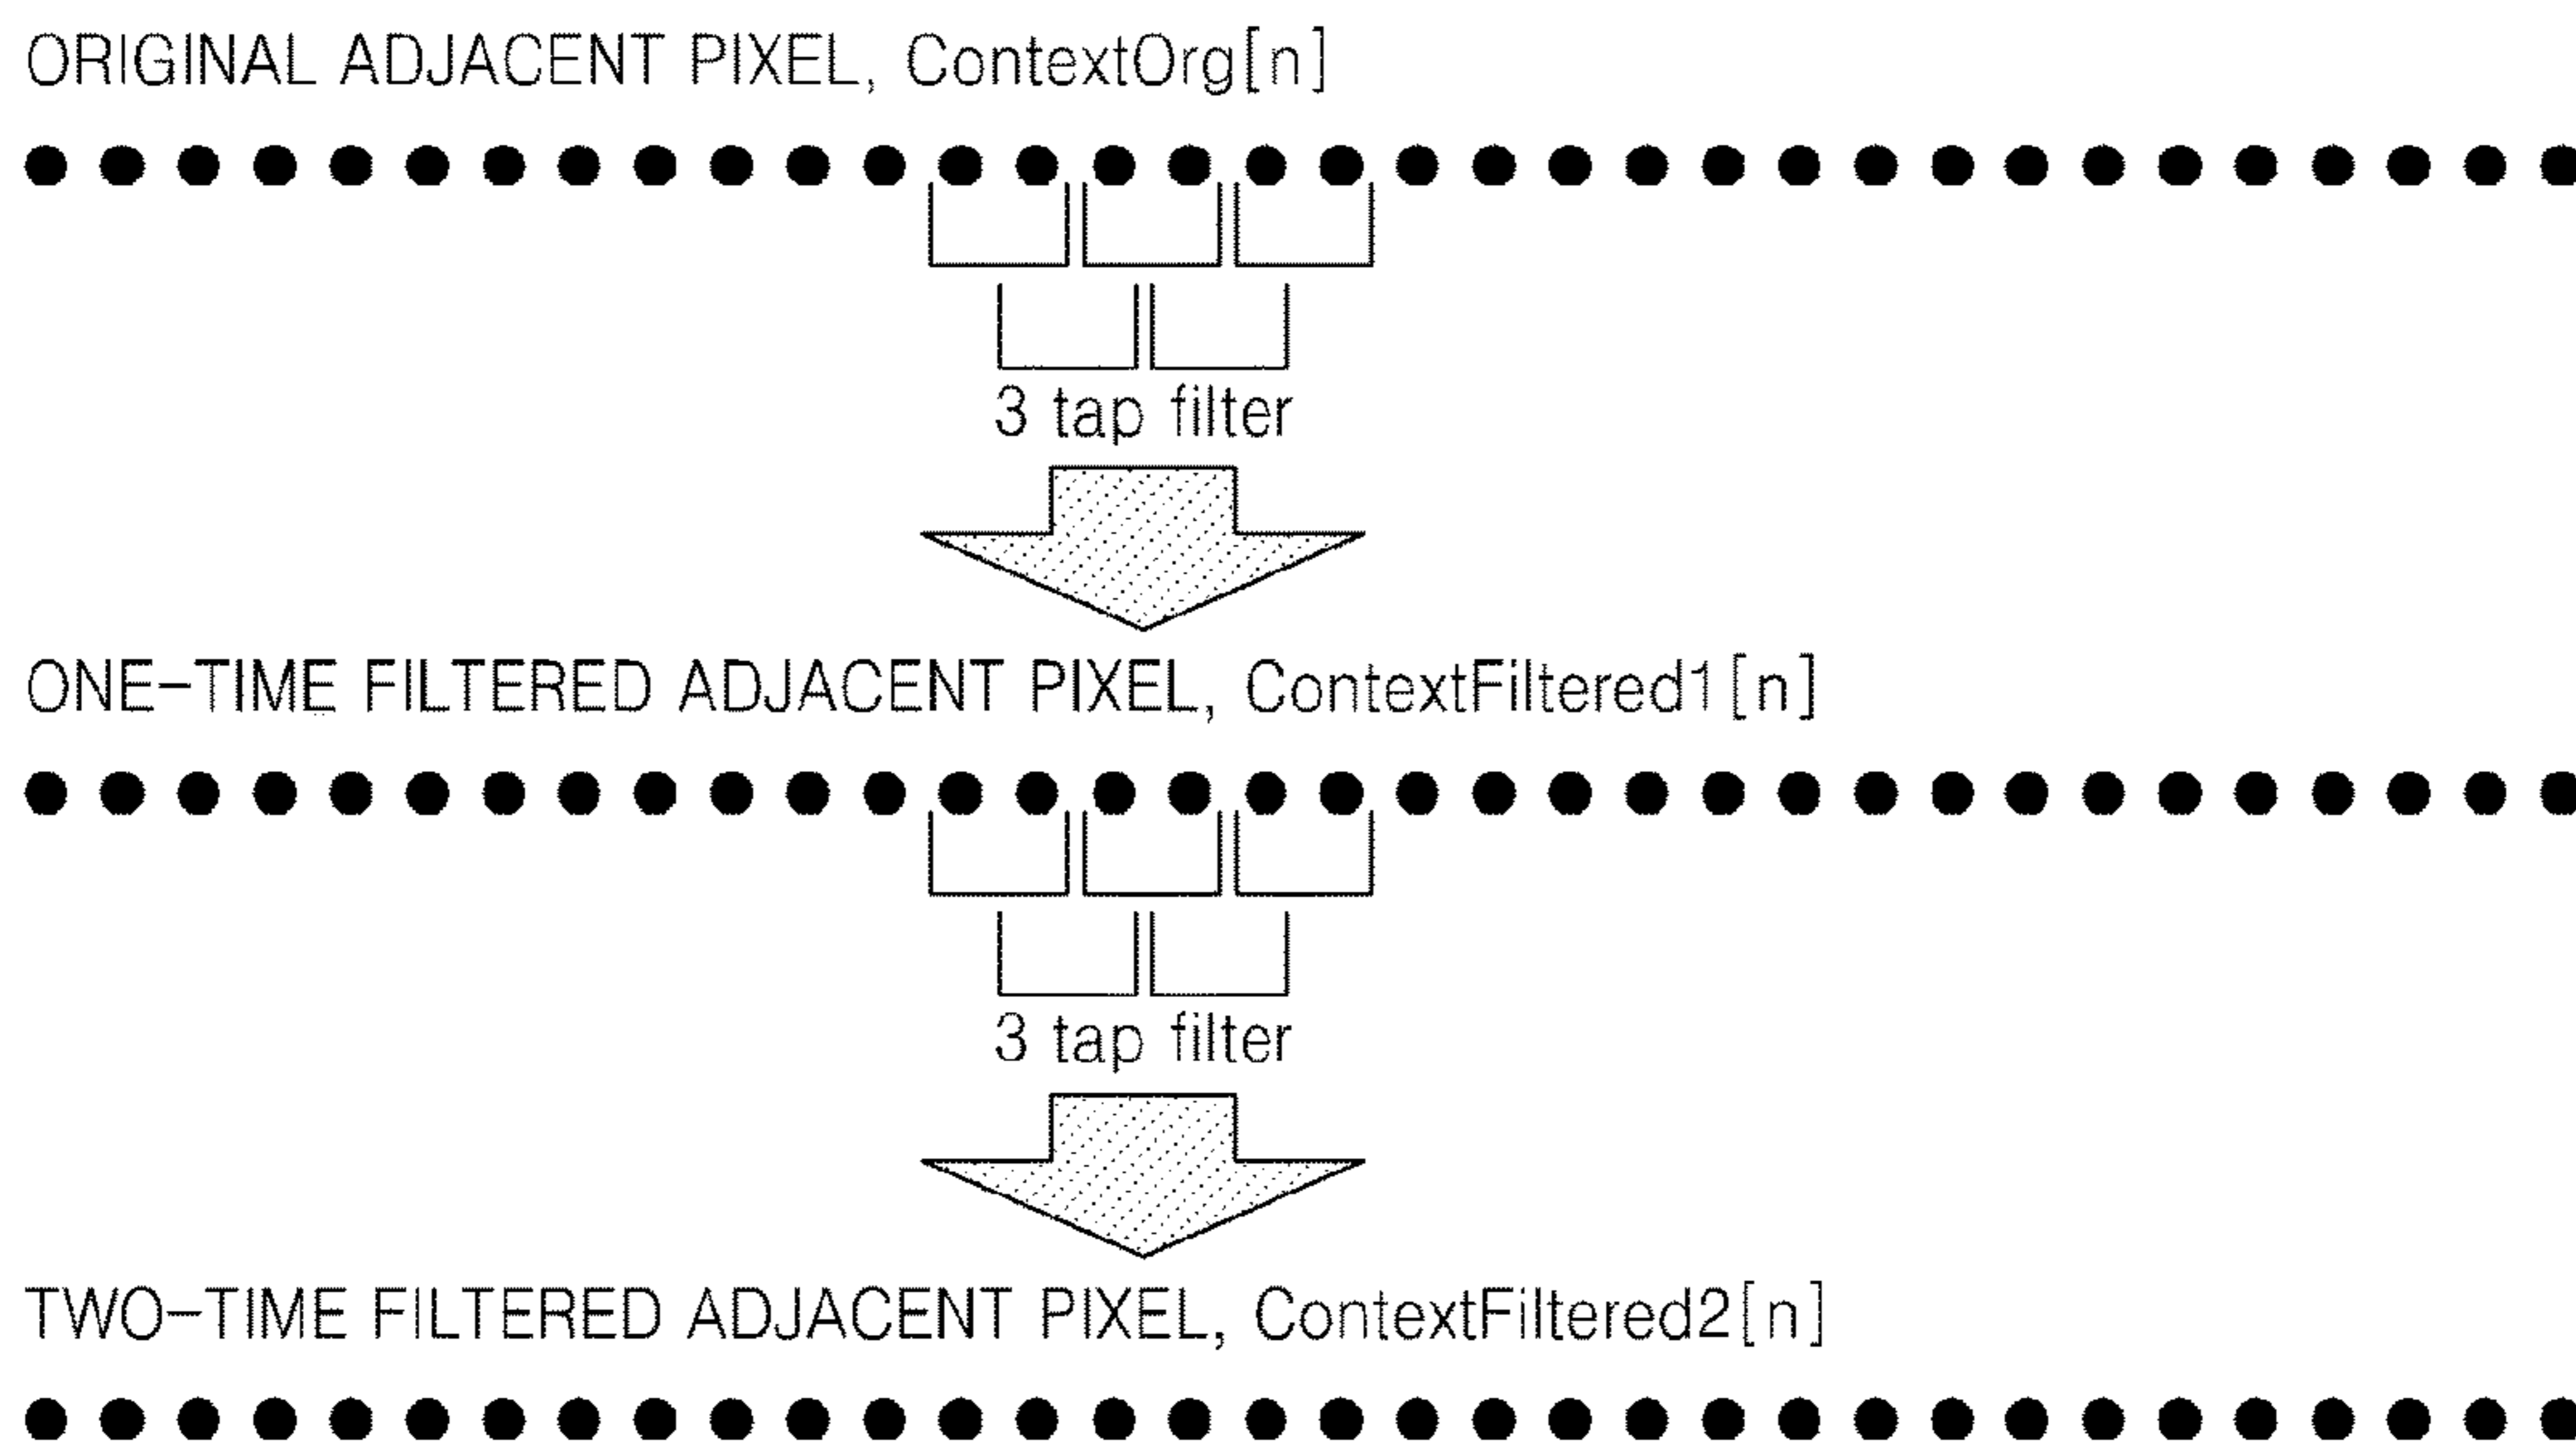 ORIGINAL ADJACENT PIXEL, ContextOrg[n]
3 tap filter
ONE-TIME FILTERED ADJACENT PIXEL, ContextFiltered1[n]
3 tap filter
TWO-TIME FILTERED ADJACENT PIXEL, ContextFiltered2[n]